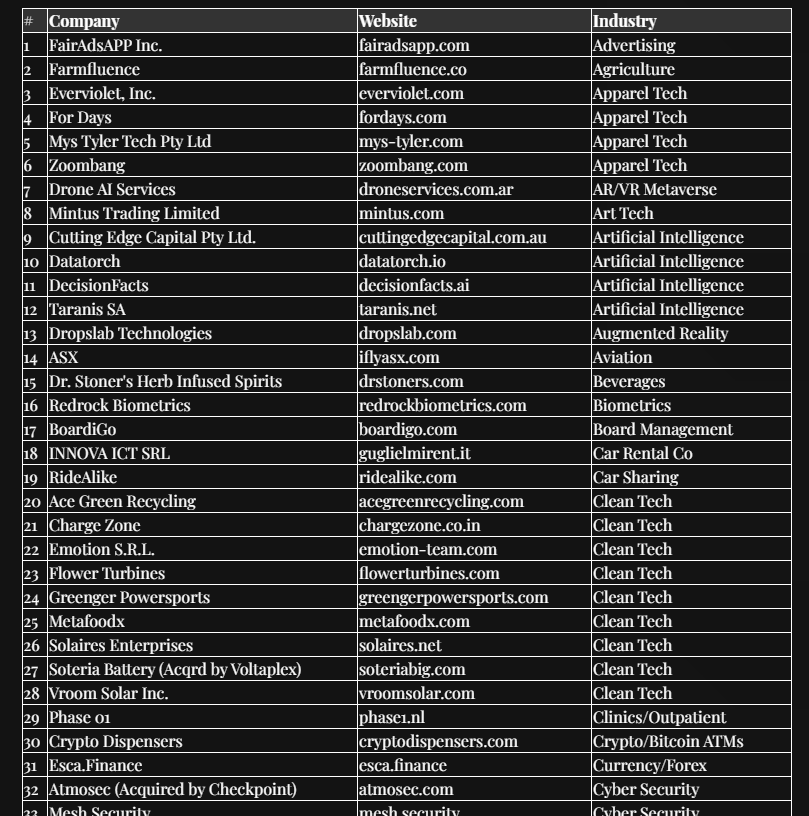 # Company Website Industry
1 FairAdsAPP Inc. fairadsapp.com Advertising
2 Farmfluence farmfluence.co Agriculture
3 Everviolet, Inc. everviolet.com Apparel Tech
4 For Days fordays.com Apparel Tech
5 Mys Tyler Tech Pty Ltd mys-tyler.com Apparel Tech
6 Zoombang zoombang.com Apparel Tech
7 Drone AI Services droneservices.com.ar AR/VR Metaverse
8 Mintus Trading Limited mintus.com Art Tech
9 Cutting Edge Capital Pty Ltd. cuttingedgecapital.com.au Artificial Intelligence
10 Datatorch datatorch.io Artificial Intelligence
11 DecisionFacts decisionfacts.ai Artificial Intelligence
12 Taranis SA taranis.net Artificial Intelligence
13 Dropslab Technologies dropslab.com Augmented Reality
14 ASX iflyasx.com Aviation
15 Dr. Stoner's Herb Infused Spirits drstoners.com Beverages
16 Redrock Biometrics redrockbiometrics.com Biometrics
17 BoardiGo boardigo.com Board Management
18 INNOVA ICT SRL guglielmirent.it Car Rental Co
19 RideAlike ridealike.com Car Sharing
20 Ace Green Recycling acegreenrecycling.com Clean Tech
21 Charge Zone chargezone.co.in Clean Tech
22 Emotion S.R.L. emotion-team.com Clean Tech
23 Flower Turbines flowerturbines.com Clean Tech
24 Greenger Powersports greengerpowersports.com Clean Tech
25 Metafoodx metafoodx.com Clean Tech
26 Solaires Enterprises solaires.net Clean Tech
27 Soteria Battery (Acqrd by Voltaplex) soteriabig.com Clean Tech
28 Vroom Solar Inc. vroomsolar.com Clean Tech
29 Phase 01 phase1.nl Clinics/Outpatient
30 Crypto Dispensers cryptodispensers.com Crypto/Bitcoin ATMs
31 Esca.Finance esca.finance Currency/Forex
32 Atmosec (Acquired by Checkpoint) atmosec.com Cyber Security
33 Mesh Security mesh.security Cyber Security